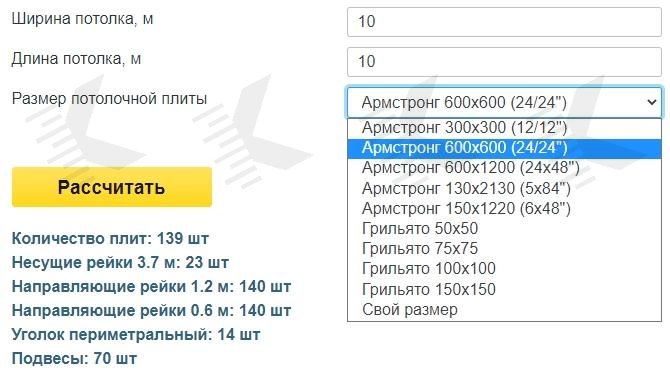 Ширина потолка, м
10
Длина потолка, м
10
Размер потолочной плиты
Армстронг 600x600 (24/24")
Армстронг 300x300 (12/12")
Армстронг 600x600 (24/24")
Армстронг 600x1200 (24x48")
Армстронг 130x2130 (5x84")
Армстронг 150x1220 (6x48")
Грильято 50x50
Грильято 75x75
Грильято 100x100
Грильято 150x150
Свой размер
Рассчитать
Количество плит: 139 шт
Несущие рейки 3.7 м: 23 шт
Направляющие рейки 1.2 м: 140 шт
Направляющие рейки 0.6 м: 140 шт
Уголок периметральный: 14 шт
Подвесы: 70 шт